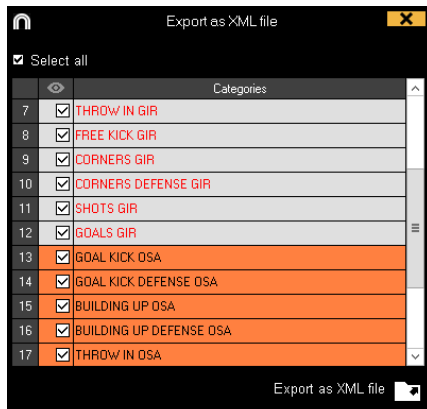 Export as XML file
Select all
Categories
7 THROW IN GIR
8 FREE KICK GIR
9 CORNERS GIR
10 CORNERS DEFENSE GIR
11 SHOTS GIR
12 GOALS GIR
13 GOAL KICK OSA
14 GOAL KICK DEFENSE OSA
15 BUILDING UP OSA
16 BUILDING UP DEFENSE OSA
17 THROW IN OSA
Export as XML file